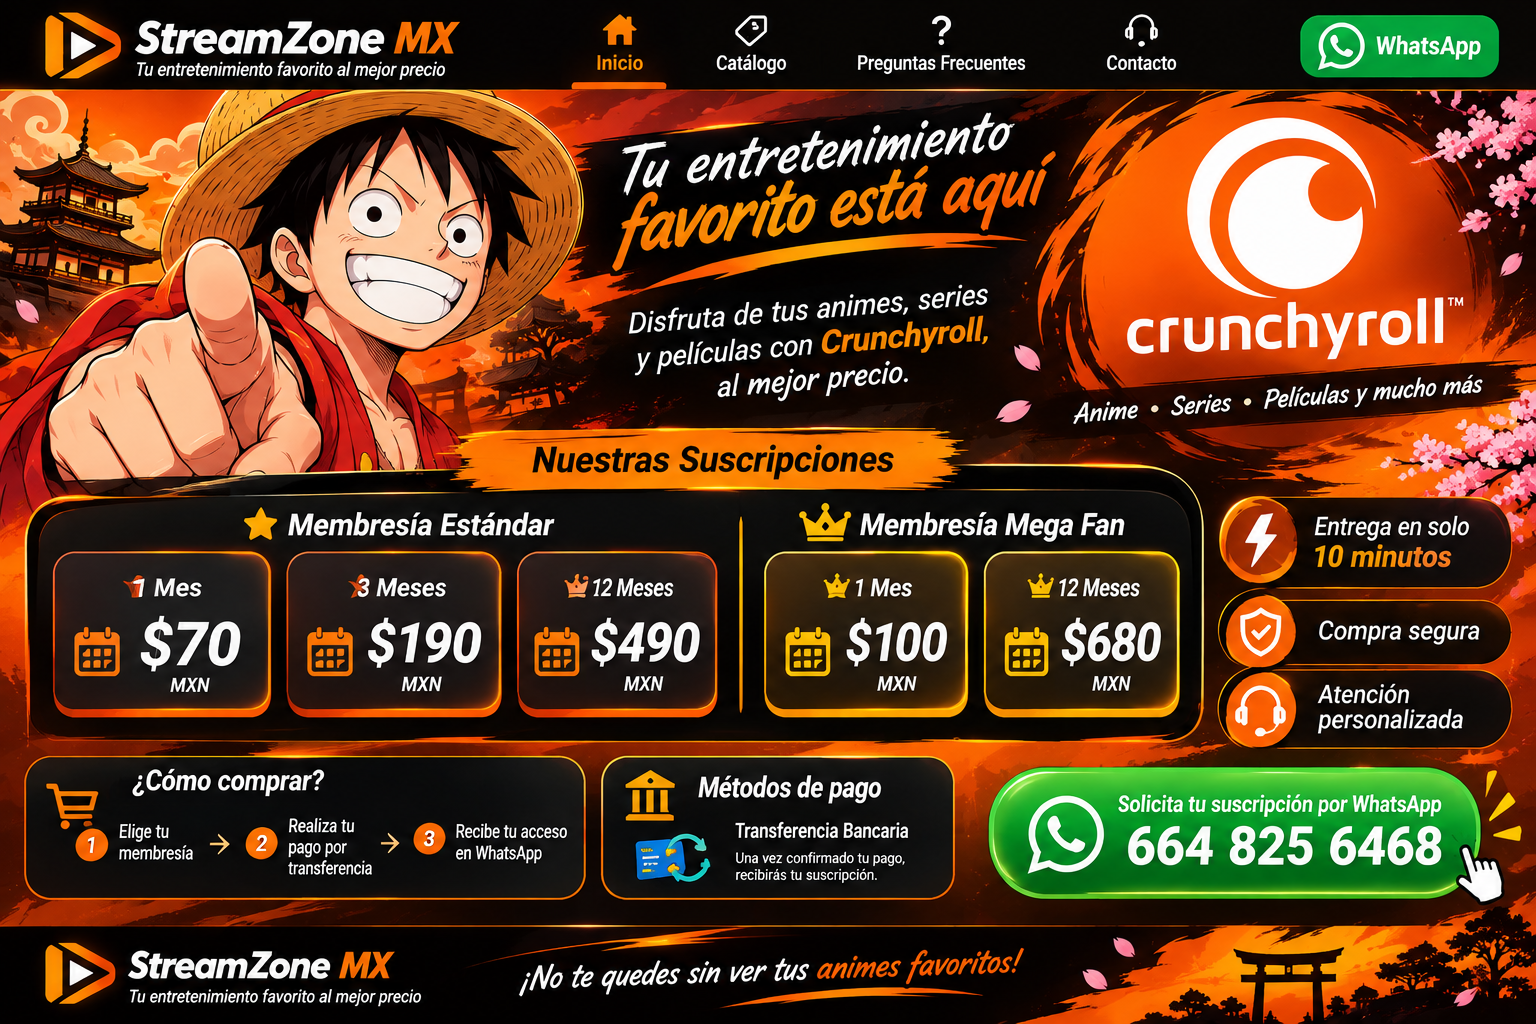 StreamZone MX
Tu entretenimiento favorito al mejor precio
Inicio
Catálogo
?
Preguntas Frecuentes
Contacto
WhatsApp
Tu entretenimiento
favorito está aquí
Disfruta de tus animes, series
y películas con Crunchyroll,
al mejor precio.
crunchyroll™
Anime • Series • Películas y mucho más
Nuestras Suscripciones
Membresía Estándar
1 Mes
$70
MXN
3 Meses
$190
MXN
12 Meses
$490
MXN
Membresía Mega Fan
1 Mes
$100
MXN
12 Meses
$680
MXN
Entrega en solo
10 minutos
Compra segura
Atención
personalizada
¿Cómo comprar?
1
Elige tu
membresía
2
Realiza tu
pago por
transferencia
3
Recibe tu acceso
en WhatsApp
Métodos de pago
Transferencia Bancaria
Una vez confirmado tu pago,
recibirás tu suscripción.
Solicita tu suscripción por WhatsApp
664 825 6468
StreamZone MX
Tu entretenimiento favorito al mejor precio
¡No te quedes sin ver tus animes favoritos!